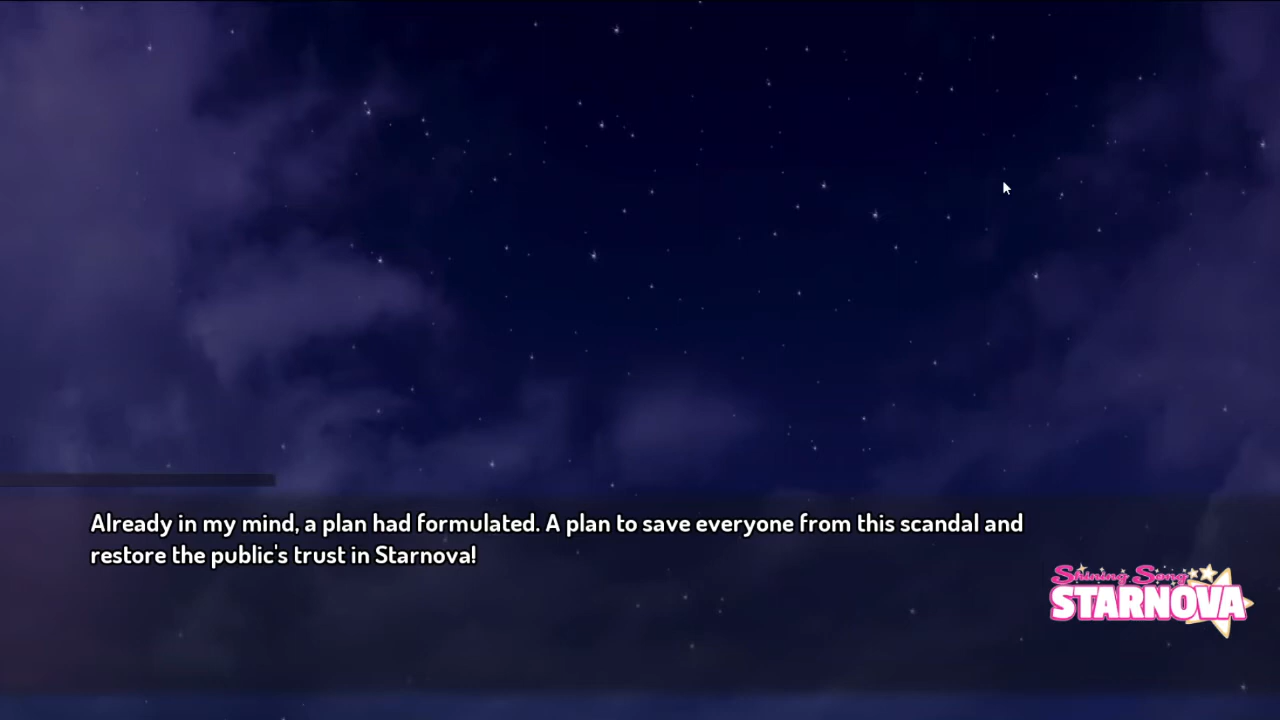 Already in my mind, a plan had formulated. A plan to save everyone from this scandal and
restore the public's trust in Starnova!
Shining Song
STARNOVA